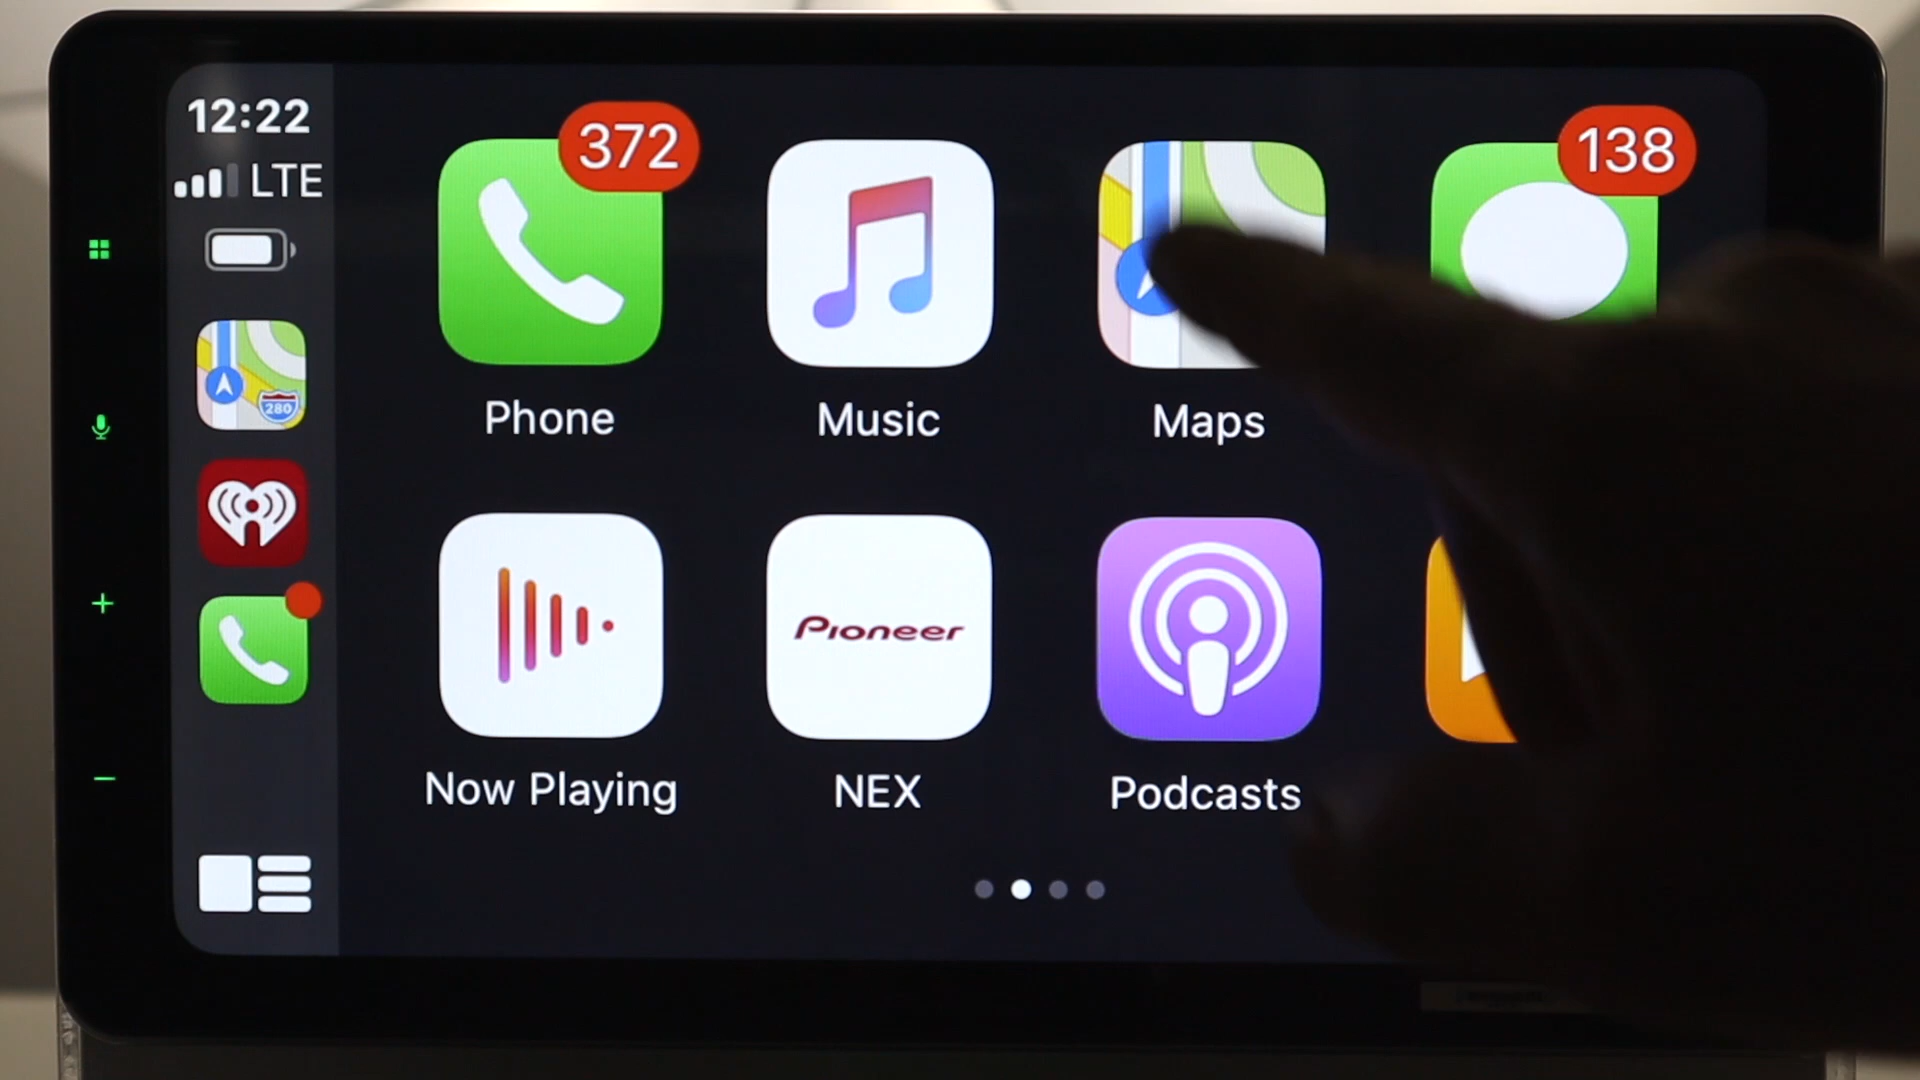 12:22
LTE
372
138
280
Phone
Music
Maps
Pioneer
Now Playing
NEX
Podcasts